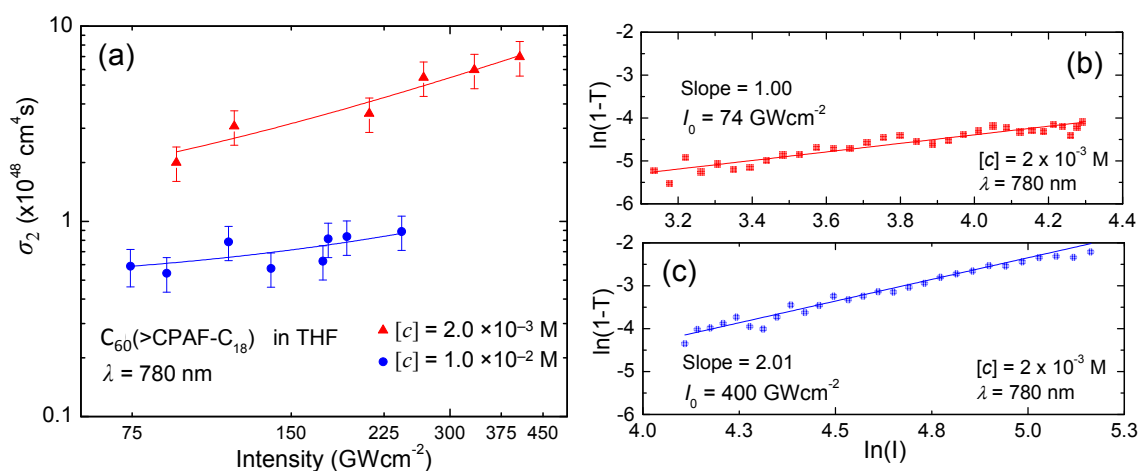 (a)
10
1
0.1
σ₂ (x10⁴⁸ cm⁴s)
C₆₀(>CPAF-C₁₈) in THF
λ = 780 nm
[c] = 2.0 ×10⁻³ M
[c] = 1.0 ×10⁻² M
75 150 225 300 375 450
Intensity (GWcm⁻²)
(b)
-2
-3
-4
-5
-6
ln(1-T)
Slope = 1.00
I₀ = 74 GWcm⁻²
[c] = 2 x 10⁻³ M
λ = 780 nm
3.2 3.4 3.6 3.8 4.0 4.2 4.4
(c)
-2
-3
-4
-5
-6
ln(1-T)
Slope = 2.01
I₀ = 400 GWcm⁻²
[c] = 2 x 10⁻³ M
λ = 780 nm
4.0 4.3 4.5 4.8 5.0 5.3
ln(I)